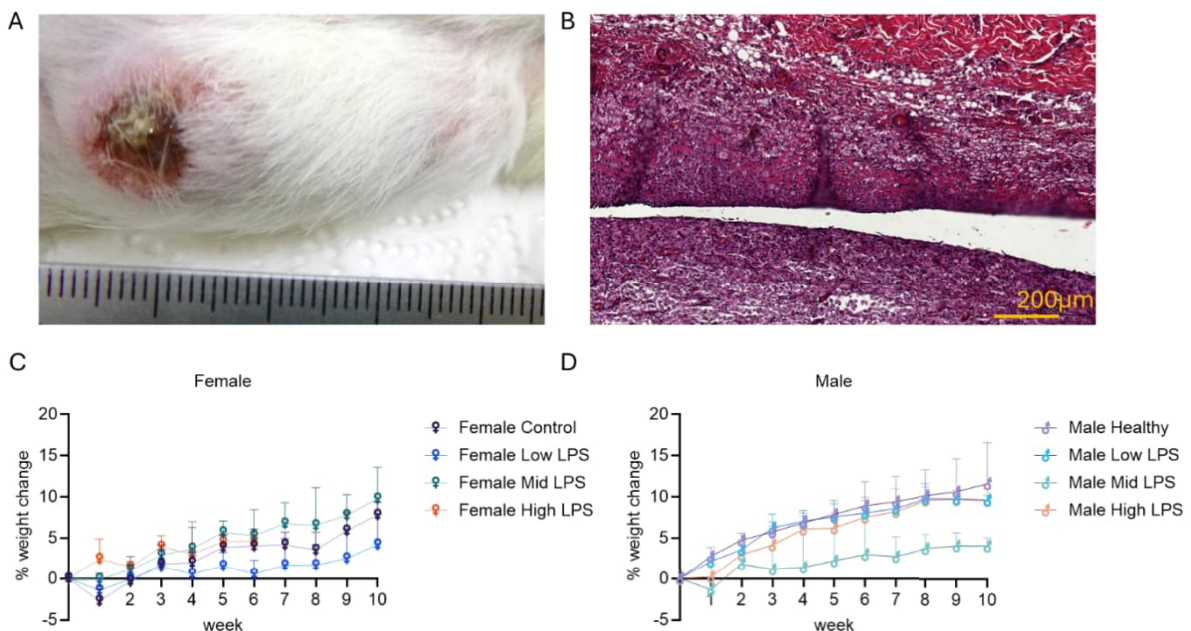 A
B
200μm
C
Female
20
15
10
5
0
-5
% weight change
1 2 3 4 5 6 7 8 9 10
week
Female Control
Female Low LPS
Female Mid LPS
Female High LPS
D
Male
20
15
10
5
0
-5
% weight change
1 2 3 4 5 6 7 8 9 10
week
Male Healthy
Male Low LPS
Male Mid LPS
Male High LPS